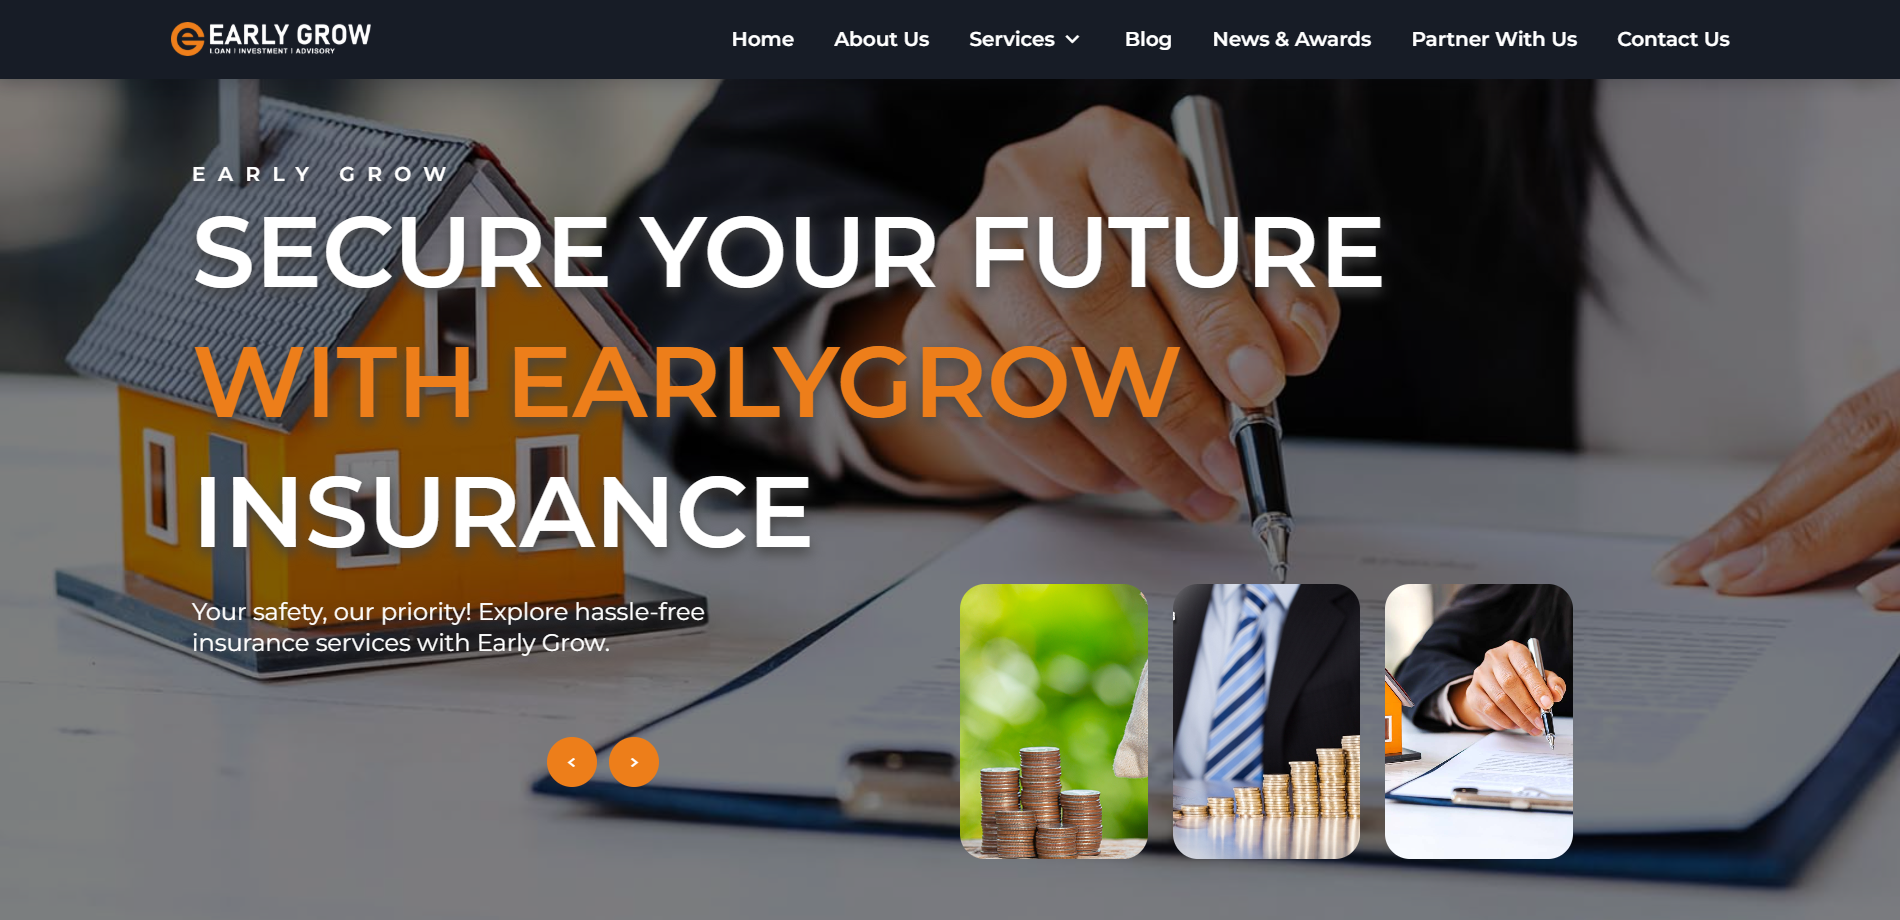 EARLY GROW
LOAN | INVESTMENT | ADVISORY
Home
About Us
Services
Blog
News & Awards
Partner With Us
Contact Us
EARLY GROW
SECURE YOUR FUTURE
WITH EARLYGROW
INSURANCE
Your safety, our priority! Explore hassle-free
insurance services with Early Grow.
< >